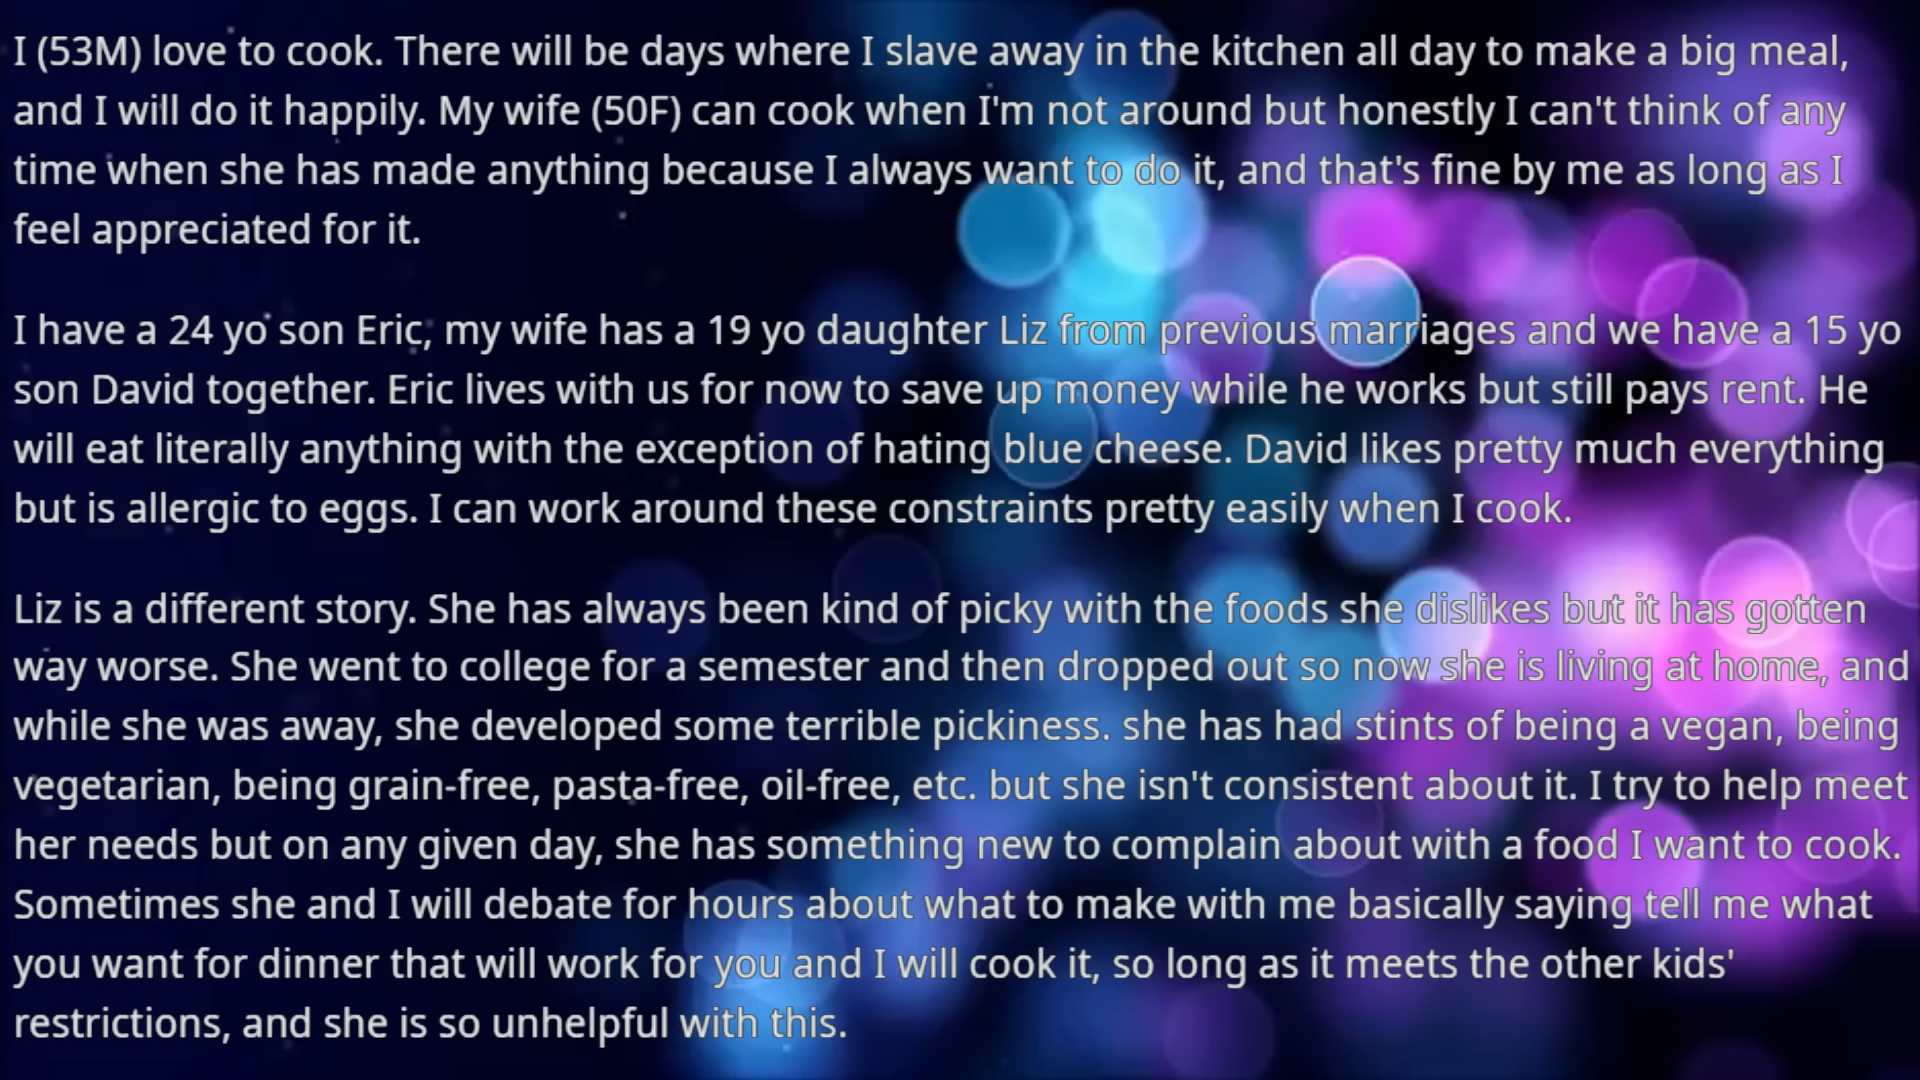 I (53M) love to cook. There will be days where I slave away in the kitchen all day to make a big meal,
and I will do it happily. My wife (50F) can cook when I'm not around but honestly I can't think of any
time when she has made anything because I always want to do it, and that's fine by me as long as I
feel appreciated for it.
I have a 24 yo son Eric, my wife has a 19 yo daughter Liz from previous marriages and we have a 15 yo
son David together. Eric lives with us for now to save up money while he works but still pays rent. He
will eat literally anything with the exception of hating blue cheese. David likes pretty much everything
but is allergic to eggs. I can work around these constraints pretty easily when I cook.
Liz is a different story. She has always been kind of picky with the foods she dislikes but it has gotten
way worse. She went to college for a semester and then dropped out so now she is living at home, and
while she was away, she developed some terrible pickiness. she has had stints of being a vegan, being
vegetarian, being grain-free, pasta-free, oil-free, etc. but she isn't consistent about it. I try to help meet
her needs but on any given day, she has something new to complain about with a food I want to cook.
Sometimes she and I will debate for hours about what to make with me basically saying tell me what
you want for dinner that will work for you and I will cook it, so long as it meets the other kids'
restrictions, and she is so unhelpful with this.